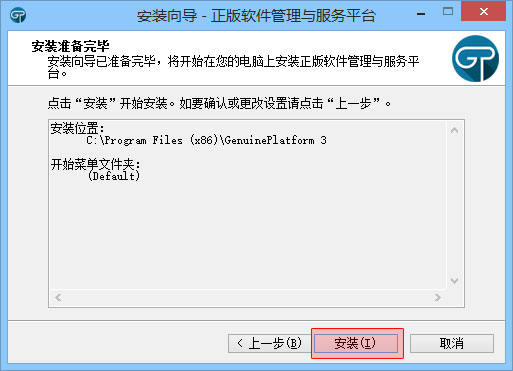 安装向导 - 正版软件管理与服务平台
安装准备完毕
安装向导已准备完毕，将开始在您的电脑上安装正版软件管理与服务平
台。
GP
点击“安装”开始安装。如要确认或更改设置请点击“上一步”。
安装位置:
C:\Program Files (x86)\GenuinePlatform 3
开始菜单文件夹:
(Default)
< 上一步(B) 安装(I) 取消